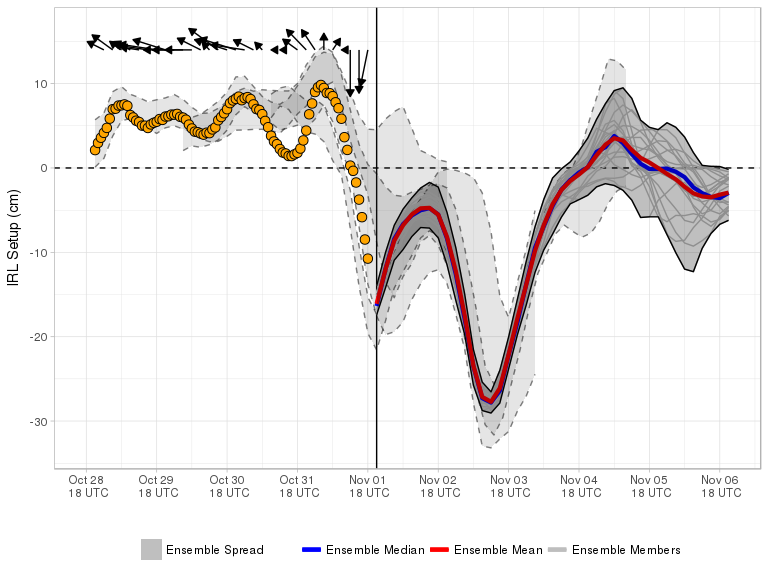 IRL Setup (cm)
10
0
-10
-20
-30
Oct 28 Oct 29 Oct 30 Oct 31 Nov 01 Nov 02 Nov 03 Nov 04 Nov 05 Nov 06
18 UTC 18 UTC 18 UTC 18 UTC 18 UTC 18 UTC 18 UTC 18 UTC 18 UTC 18 UTC
Ensemble Spread Ensemble Median Ensemble Mean Ensemble Members